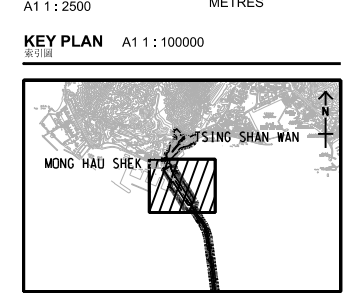 A1 1 : 2500
METRES
KEY PLAN A1 1 : 100000
索引圖
N
TSING SHAN WAN
MONG HAU SHEK